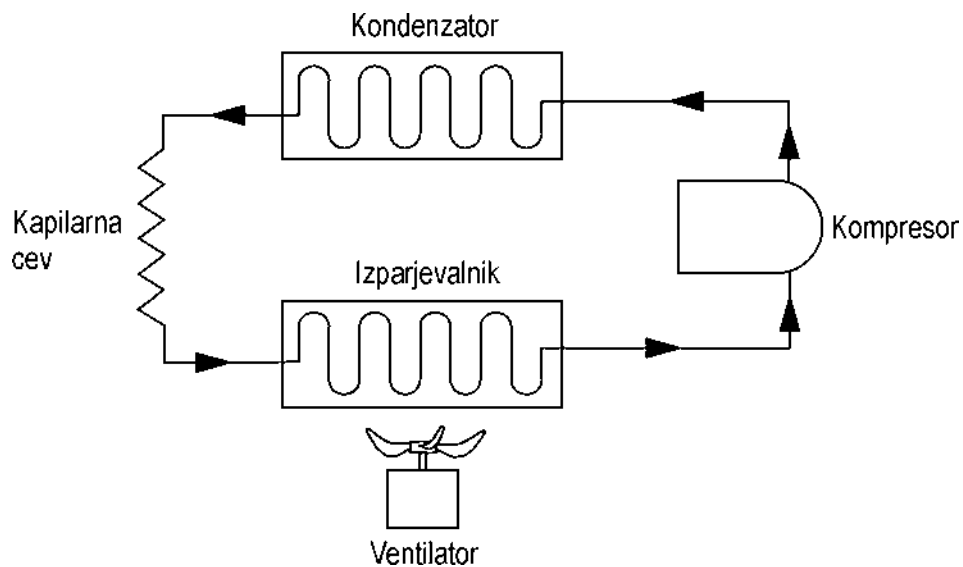 Kondenzator
Kapilarna
cev
Kompresor
Izparjevalnik
Ventilator